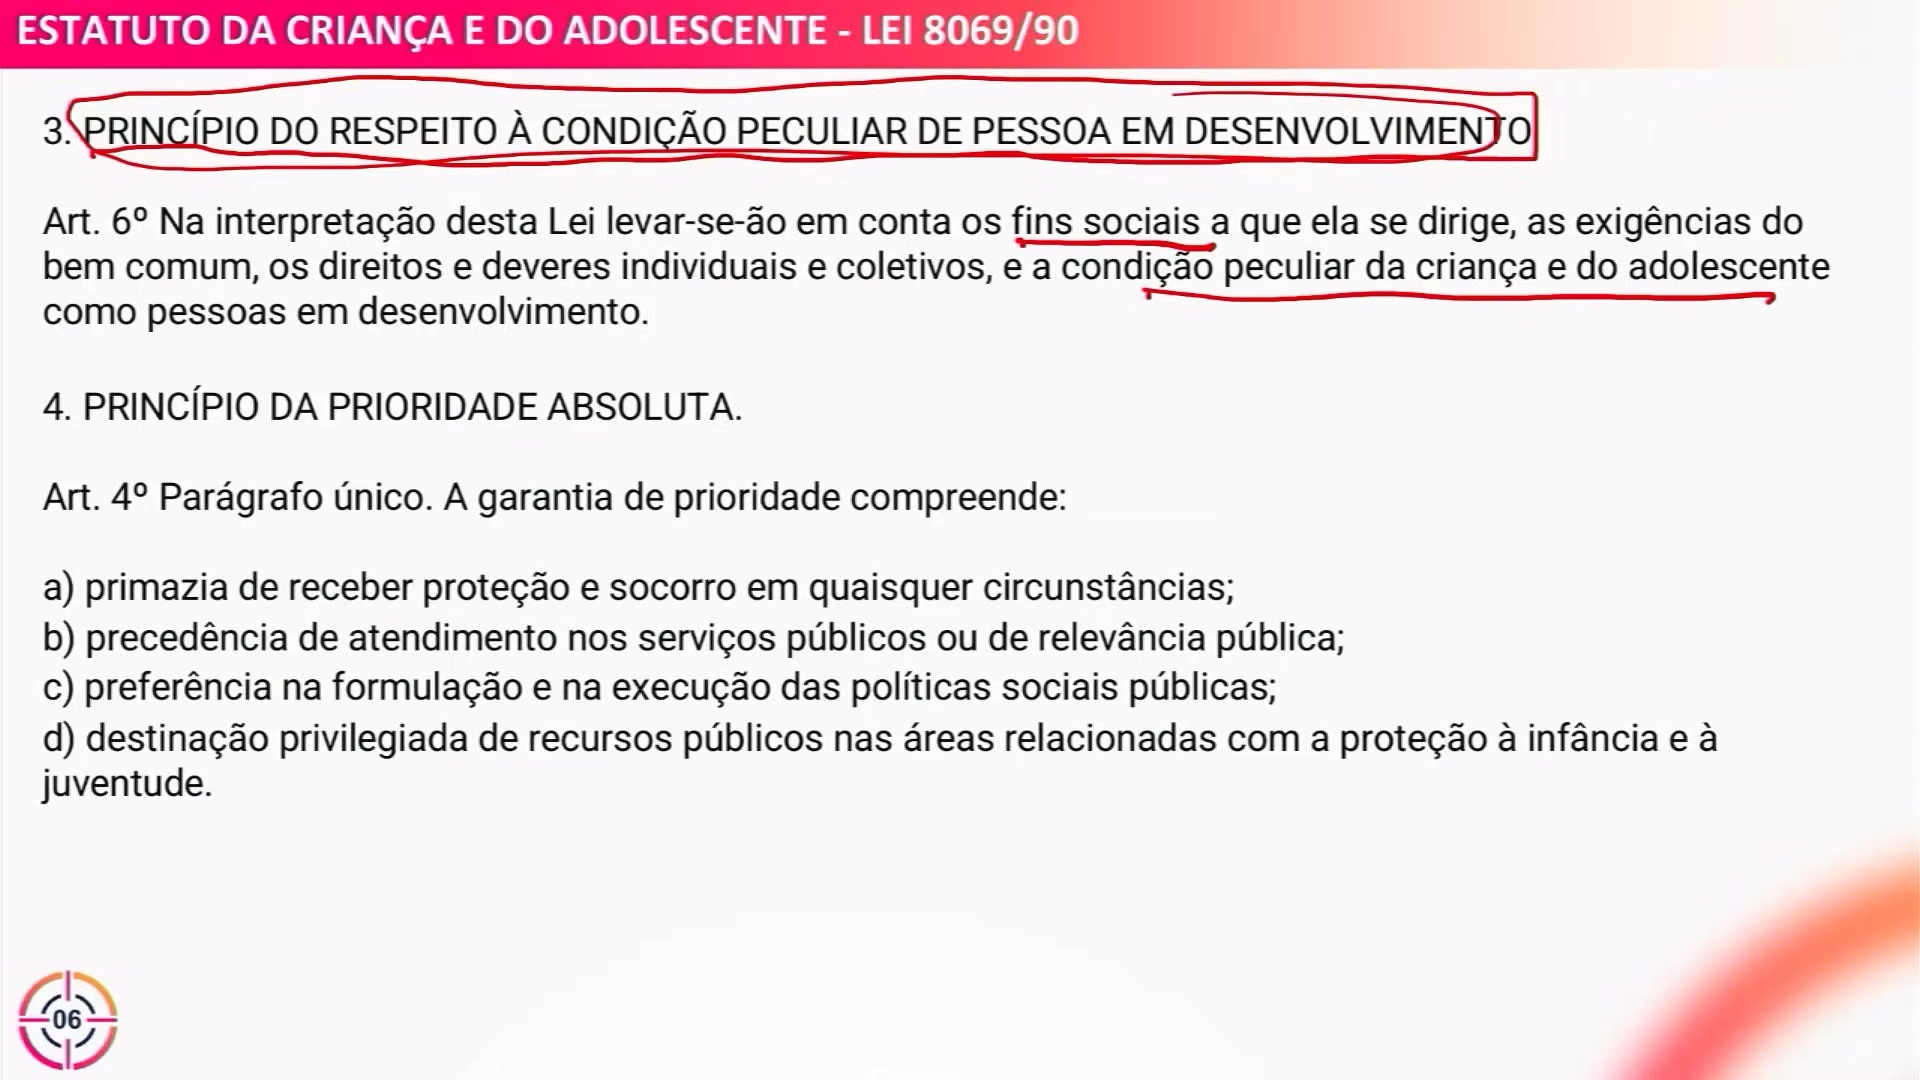 ESTATUTO DA CRIANÇA E DO ADOLESCENTE - LEI 8069/90
3. PRINCÍPIO DO RESPEITO À CONDIÇÃO PECULIAR DE PESSOA EM DESENVOLVIMENTO
Art. 6º Na interpretação desta Lei levar-se-ão em conta os fins sociais a que ela se dirige, as exigências do
bem comum, os direitos e deveres individuais e coletivos, e a condição peculiar da criança e do adolescente
como pessoas em desenvolvimento.
4. PRINCÍPIO DA PRIORIDADE ABSOLUTA.
Art. 4º Parágrafo único. A garantia de prioridade compreende:
a) primazia de receber proteção e socorro em quaisquer circunstâncias;
b) precedência de atendimento nos serviços públicos ou de relevância pública;
c) preferência na formulação e na execução das políticas sociais públicas;
d) destinação privilegiada de recursos públicos nas áreas relacionadas com a proteção à infância e à
juventude.
06